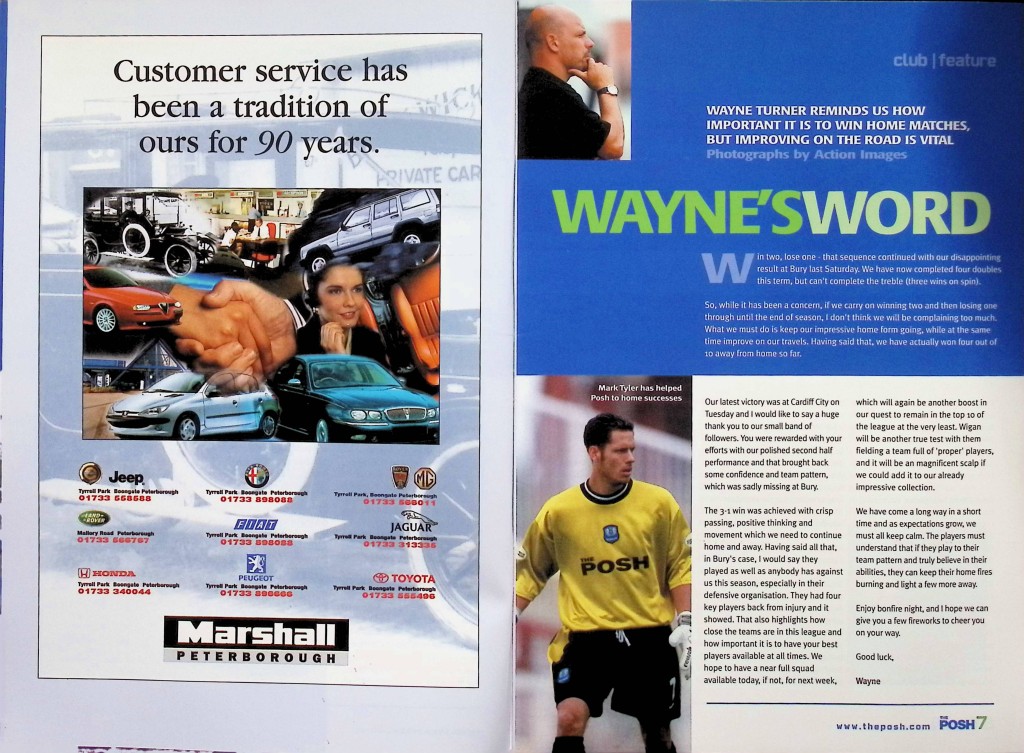 Customer service has
been a tradition of
ours for 90 years.
WICK
PRIVATE CAR
Jeep
Tyrrell Park Boongate Peterborough
01733 558588
Tyrrell Park Boongate Peterborough
01733 898088
MG
Tyrrell Park, Boongate Peterborough
01733 566011
LAND ROVER
Mallory Road Peterborough
01733 566767
FIAT
Tyrrell Park Boongate Peterborough
JAGUAR
Tyrrell Park, Boongate Peterborough
01733 313335
HONDA
Tyrrell Park Boongate Peterborough
01733 340044
PEUGEOT
Tyrrell Park Boongate Peterborough
TOYOTA
Tyrrell Park Boongate Peterborough
Marshall
PETERBOROUGH
club | feature
WAYNE TURNER REMINDS US HOW
IMPORTANT IT IS TO WIN HOME MATCHES,
BUT IMPROVING ON THE ROAD IS VITAL
Photographs by Action Images
WAYNE'SWORD
Win two, lose one - that sequence continued with our disappointing
result at Bury last Saturday. We have now completed four doubles
this term, but can't complete the treble (three wins on spin).
So, while it has been a concern, if we carry on winning two and then losing one
through until the end of season, I don't think we will be complaining too much.
What we must do is keep our impressive home form going, while at the same
time improve on our travels. Having said that, we have actually won four out of
10 away from home so far.
Mark Tyler has helped
Posh to home successes
THE
POSH
Our latest victory was at Cardiff City on
Tuesday and I would like to say a huge
thank you to our small band of
followers. You were rewarded with your
efforts with our polished second half
performance and that brought back
some confidence and team pattern,
which was sadly missing at Bury.
The 3-1 win was achieved with crisp
passing, positive thinking and
movement which we need to continue
home and away. Having said all that,
in Bury's case, I would say they
played as well as anybody has against
us this season, especially in their
defensive organisation. They had four
key players back from injury and it
showed. That also highlights how
close the teams are in this league and
how important it is to have your best
players available at all times. We
hope to have a near full squad
available today, if not, for next week,
which will again be another boost in
our quest to remain in the top 10 of
the league at the very least. Wigan
will be another true test with them
fielding a team full of 'proper' players,
and it will be an magnificent scalp if
we could add it to our already
impressive collection.
We have come a long way in a short
time and as expectations grow, we
must all keep calm. The players must
understand that if they play to their
team pattern and truly believe in their
abilities, they can keep their home fires
burning and light a few more away.
Enjoy bonfire night, and I hope we can
give you a few fireworks to cheer you
on your way.
Good luck,
Wayne
www.theposh.com THE POSH 7